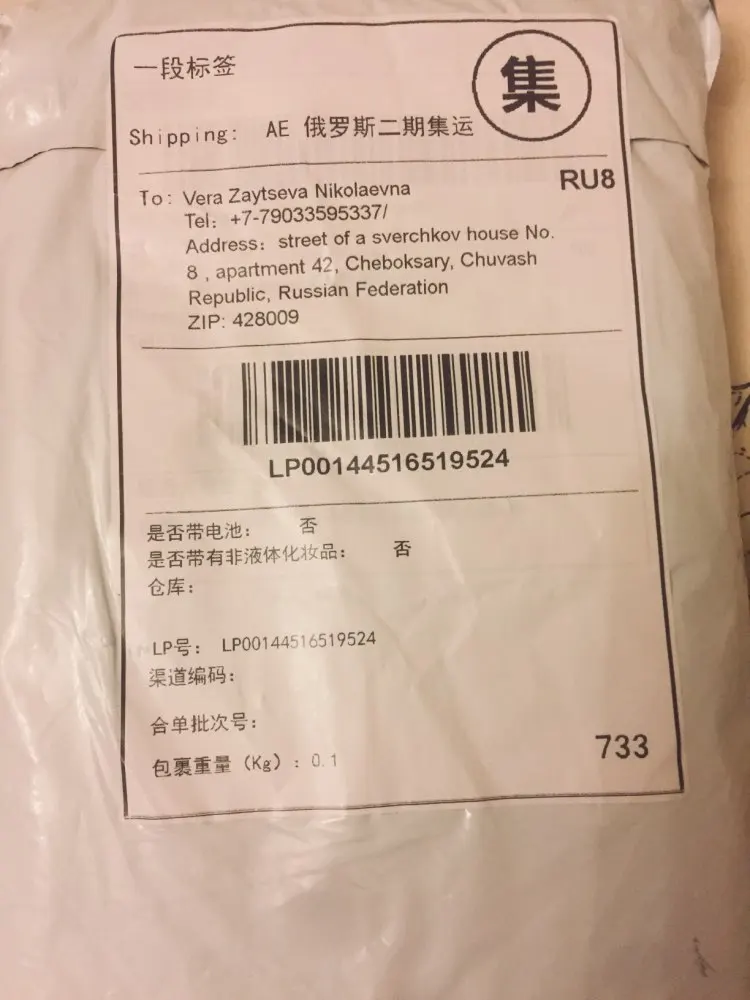 一段标签
集
Shipping: AE 俄罗斯二期集运
RU8
To: Vera Zaytseva Nikolaevna
Tel: +7-79033595337/
Address: street of a sverchkov house No.
8 , apartment 42, Cheboksary, Chuvash
Republic, Russian Federation
ZIP: 428009
LP00144516519524
是否带电池: 否
是否带有非液体化妆品: 否
仓库:
LP号: LP00144516519524
渠道编码:
合单批次号:
733
包裹重量（Kg）: 0.1